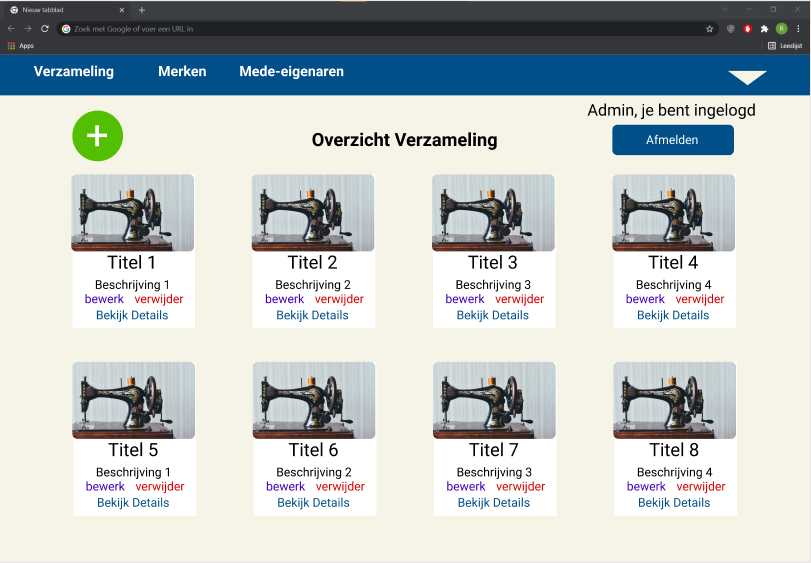 Nieuw tabblad
Zoek met Google of voer een URL in
R
Apps
Leeslijst
Verzameling Merken Mede-eigenaren
Admin, je bent ingelogd
+
Overzicht Verzameling
Afmelden
Titel 1 Titel 2 Titel 3 Titel 4
Beschrijving 1 Beschrijving 2 Beschrijving 3 Beschrijving 4
bewerk verwijder bewerk verwijder bewerk verwijder bewerk verwijder
Bekijk Details Bekijk Details Bekijk Details Bekijk Details
Titel 5 Titel 6 Titel 7 Titel 8
Beschrijving 1 Beschrijving 2 Beschrijving 3 Beschrijving 4
bewerk verwijder bewerk verwijder bewerk verwijder bewerk verwijder
Bekijk Details Bekijk Details Bekijk Details Bekijk Details